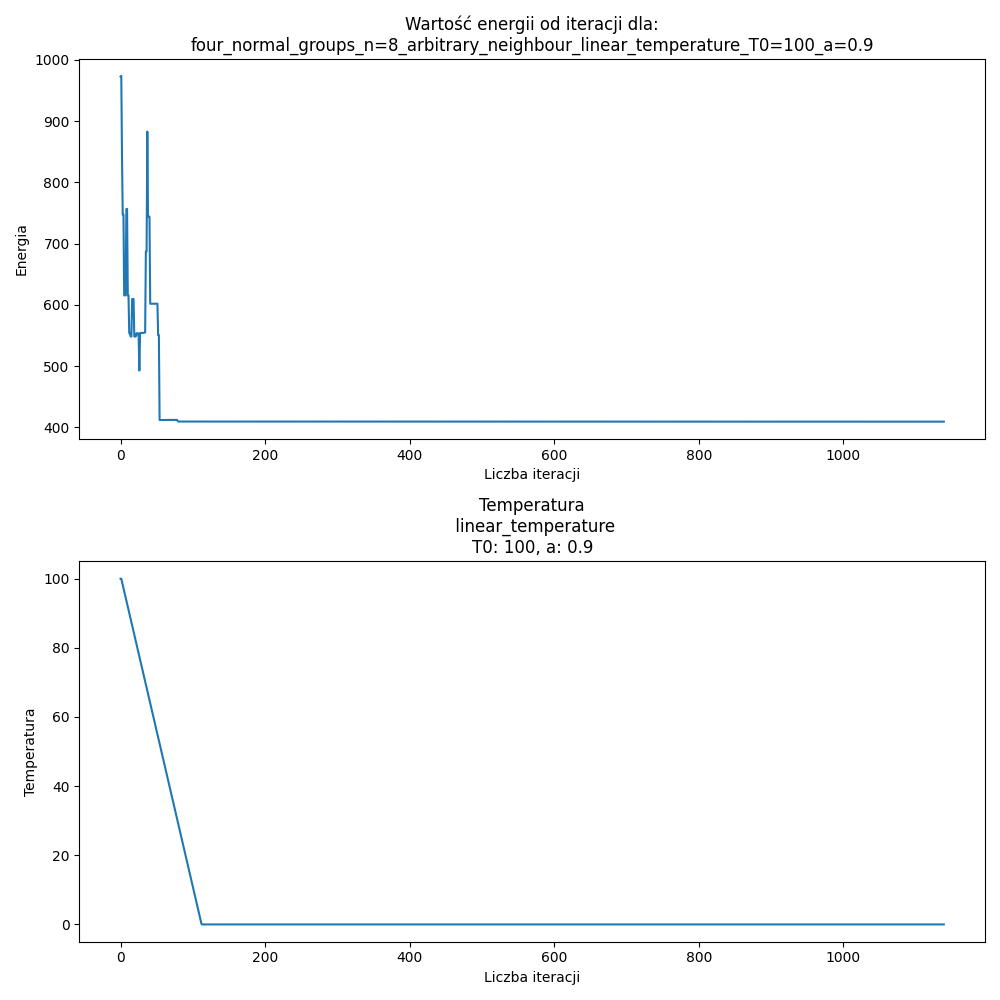 Wartość energii od iteracji dla:
four_normal_groups_n=8_arbitrary_neighbour_linear_temperature_T0=100_a=0.9
1000
900
800
700
600
500
400
Energia
0 200 400 600 800 1000
Liczba iteracji
Temperatura
linear_temperature
T0: 100, a: 0.9
100
80
60
40
20
0
Temperatura
0 200 400 600 800 1000
Liczba iteracji